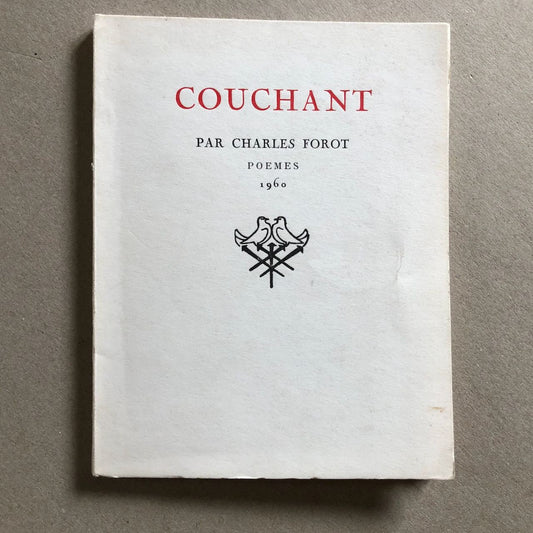 COUCHANT
PAR CHARLES FOROT
POEMES
1960